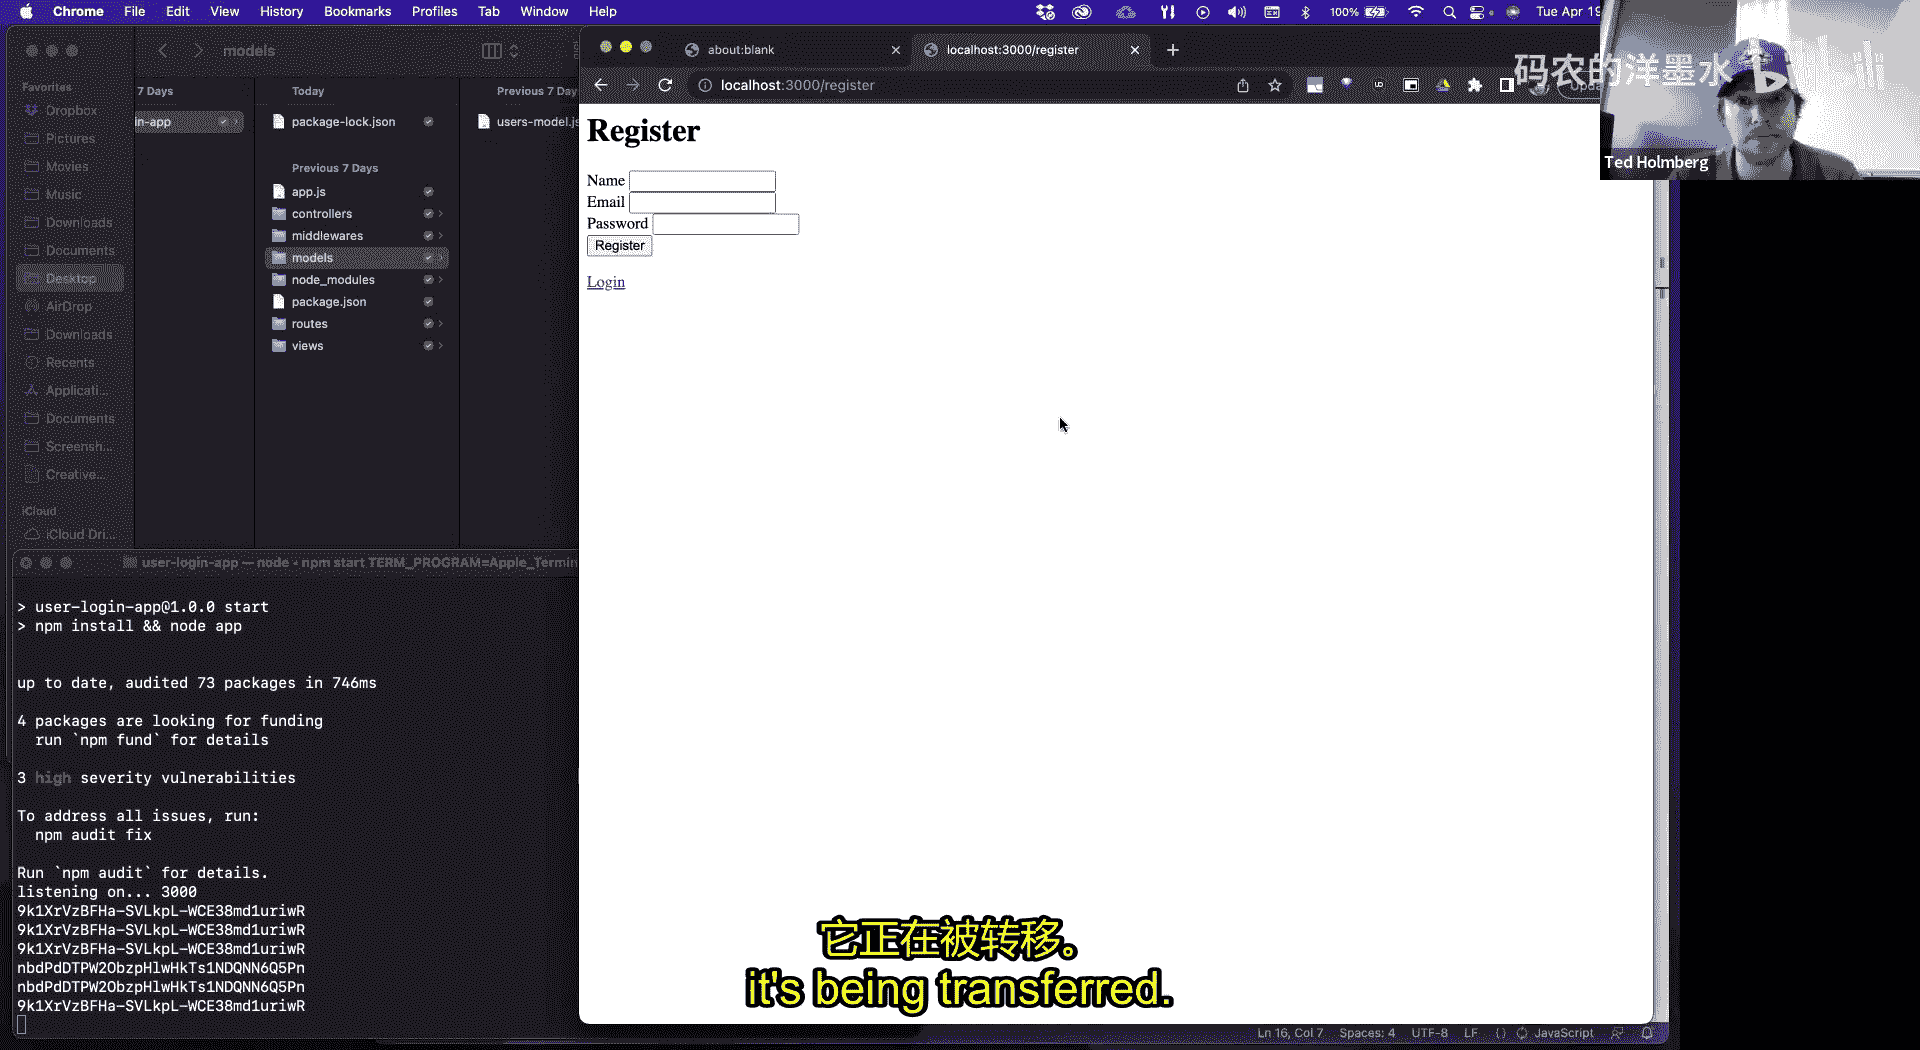 Chrome File Edit View History Bookmarks Profiles Tab Window Help
100%
Tue Apr 19
码农的洋墨水 bilibili
Ted Holmberg
models
Favorites
Dropbox
Pictures
Movies
Music
Downloads
Documents
Desktop
AirDrop
Downloads
Recents
Applicati...
Documents
Screensh...
Creative...
iCloud
iCloud Dri...
7 Days
in-app
Today
package-lock.json
Previous 7 Days
app.js
controllers
middlewares
models
node_modules
package.json
routes
views
Previous 7 Day
users-model.js
about:blank
localhost:3000/register
localhost:3000/register
Register
Name
Email
Password
Register
Login
user-login-app — node ◂ npm start TERM_PROGRAM=Apple_Termin
> user-login-app@1.0.0 start
> npm install && node app
up to date, audited 73 packages in 746ms
4 packages are looking for funding
run `npm fund` for details
3 high severity vulnerabilities
To address all issues, run:
npm audit fix
Run `npm audit` for details.
listening on... 3000
9k1XrVzBFHa-SVLkpL-WCE38md1uriwR
9k1XrVzBFHa-SVLkpL-WCE38md1uriwR
9k1XrVzBFHa-SVLkpL-WCE38md1uriwR
nbdPdDTPW2ObzpHlwHkTs1NDQNN6Q5Pn
nbdPdDTPW2ObzpHlwHkTs1NDQNN6Q5Pn
9k1XrVzBFHa-SVLkpL-WCE38md1uriwR
它正在被转移。
it's being transferred.
Ln 16, Col 7 Spaces: 4 UTF-8 LF {} JavaScript